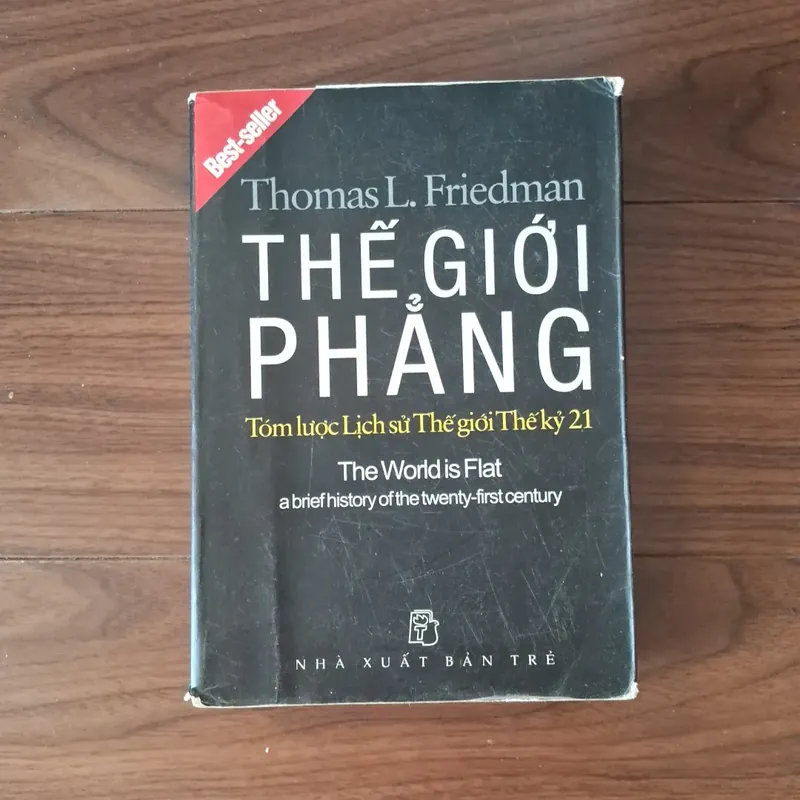 Best-seller
Thomas L. Friedman
THẾ GIỚI
PHẲNG
Tóm lược Lịch sử Thế giới Thế kỷ 21
The World is Flat
a brief history of the twenty-first century
T
NHÀ XUẤT BẢN TRẺ